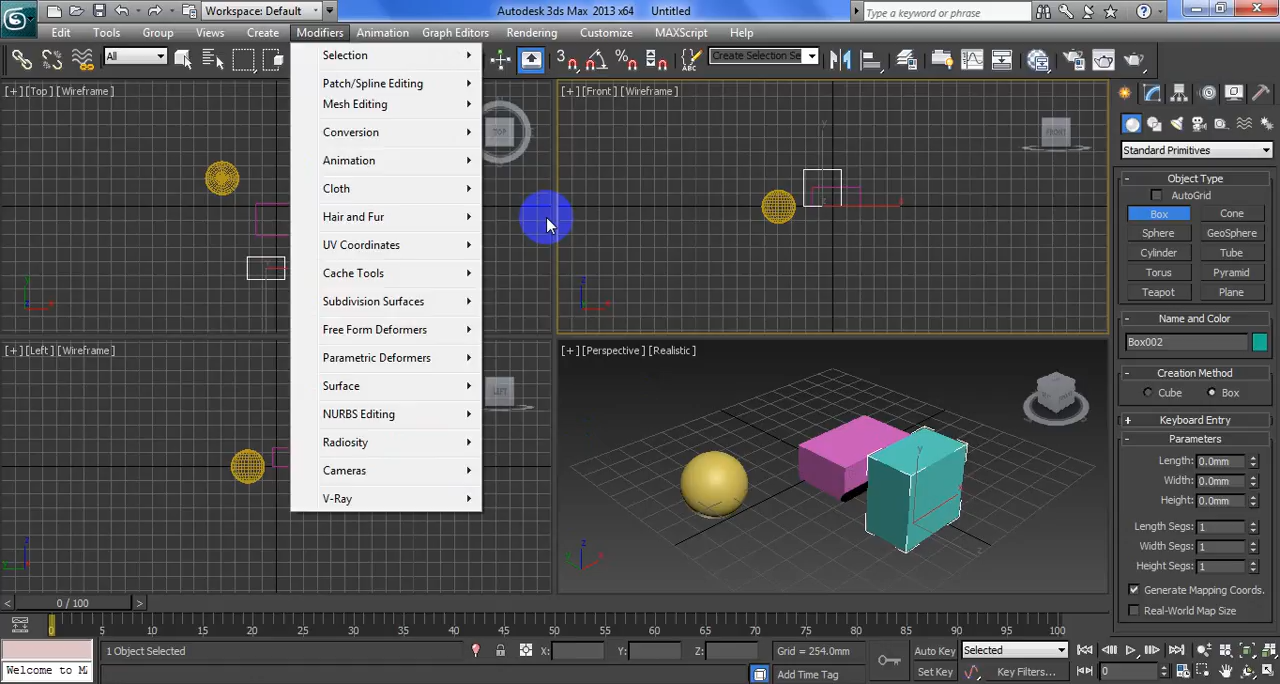 Workspace: Default
Autodesk 3ds Max 2013 x64 Untitled
Type a keyword or phrase
Edit Tools Group Views Create Modifiers Animation Graph Editors Rendering Customize MAXScript Help
All
3
ABC
Create Selection Se
Selection
Patch/Spline Editing
Mesh Editing
Conversion
Animation
Cloth
Hair and Fur
UV Coordinates
Cache Tools
Subdivision Surfaces
Free Form Deformers
Parametric Deformers
Surface
NURBS Editing
Radiosity
Cameras
V-Ray
[+] [Top] [Wireframe]
TOP
[+] [Front] [Wireframe]
FRONT
[+] [Left] [Wireframe]
LEFT
[+] [Perspective] [Realistic]
Standard Primitives
- Object Type
AutoGrid
Box Cone
Sphere GeoSphere
Cylinder Tube
Torus Pyramid
Teapot Plane
- Name and Color
Box002
- Creation Method
Cube Box
+ Keyboard Entry
- Parameters
Length: 0.0mm
Width: 0.0mm
Height: 0.0mm
Length Segs: 1
Width Segs: 1
Height Segs: 1
Generate Mapping Coords.
Real-World Map Size
< 0 / 100 >
0 5 10 15 20 25 30 35 40 45 50 55 60 65 70 75 80 85 90 95 100
1 Object Selected
X: Y: Z:
Grid = 254.0mm
Auto Key
Selected
Welcome to M
Add Time Tag
Set Key
Key Filters...
0